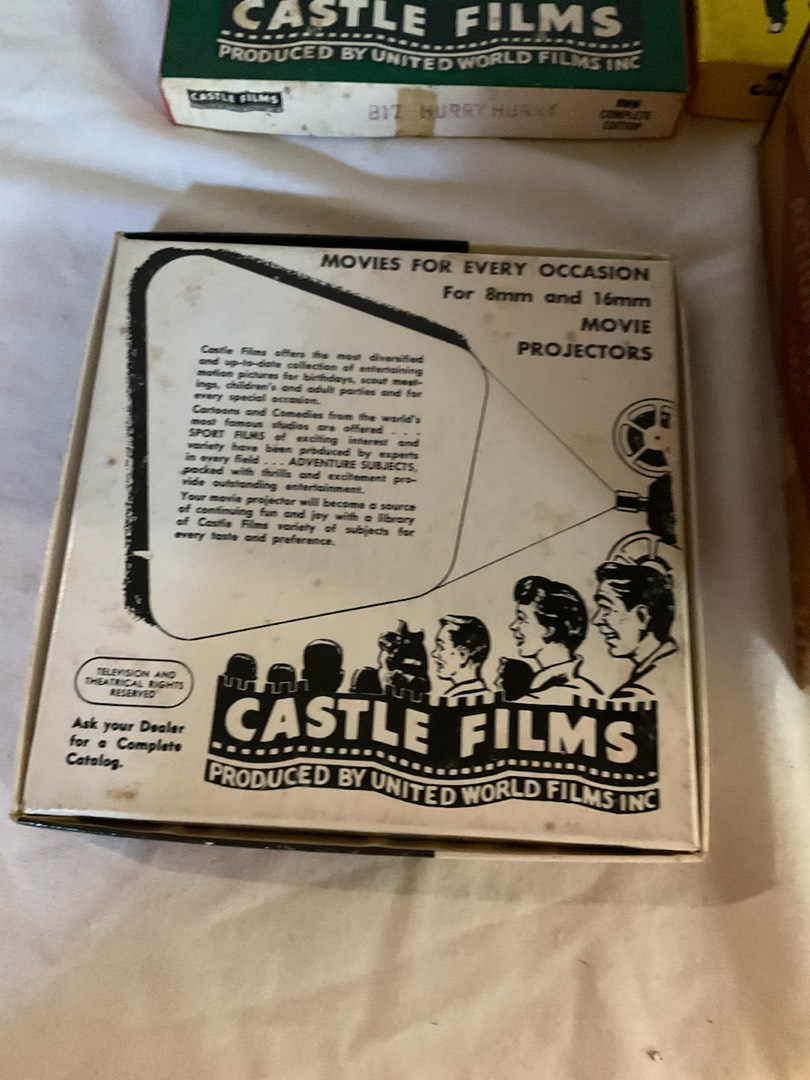 CASTLE FILMS
PRODUCED BY UNITED WORLD FILMS INC
CASTLE FILMS
817 HURRY HURRY
8MM
COMPLETE
EDITION
MOVIES FOR EVERY OCCASION
For 8mm and 16mm
MOVIE
PROJECTORS
Castle Films offers the most diversified
and up-to-date collection of entertaining
motion pictures for birthdays, scout meet-
ings, children's and adult parties and for
every special occasion.
Cartoons and Comedies from the world's
most famous studios are offered . . .
SPORT FILMS of exciting interest and
variety have been produced by experts
in every field . . . ADVENTURE SUBJECTS,
packed with thrills and excitement pro-
vide outstanding entertainment.
Your movie projector will become a source
of continuing fun and joy with a library
of Castle Films variety of subjects for
every taste and preference.
TELEVISION AND
THEATRICAL RIGHTS
RESERVED
Ask your Dealer
for a Complete
Catalog.
CASTLE FILMS
PRODUCED BY UNITED WORLD FILMS INC